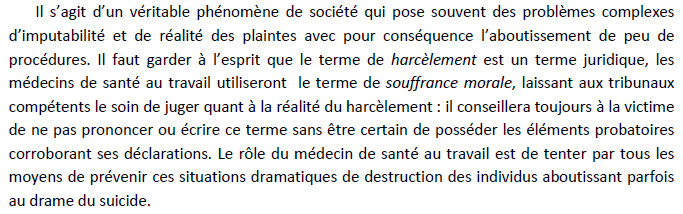 Il s’agit d’un véritable phénomène de société qui pose souvent des problèmes complexes
d’imputabilité et de réalité des plaintes avec pour conséquence l’aboutissement de peu de
procédures. Il faut garder à l’esprit que le terme de harcèlement est un terme juridique, les
médecins de santé au travail utiliseront le terme de souffrance morale, laissant aux tribunaux
compétents le soin de juger quant à la réalité du harcèlement : il conseillera toujours à la victime
de ne pas prononcer ou écrire ce terme sans être certain de posséder les éléments probatoires
corroborant ses déclarations. Le rôle du médecin de santé au travail est de tenter par tous les
moyens de prévenir ces situations dramatiques de destruction des individus aboutissant parfois
au drame du suicide.